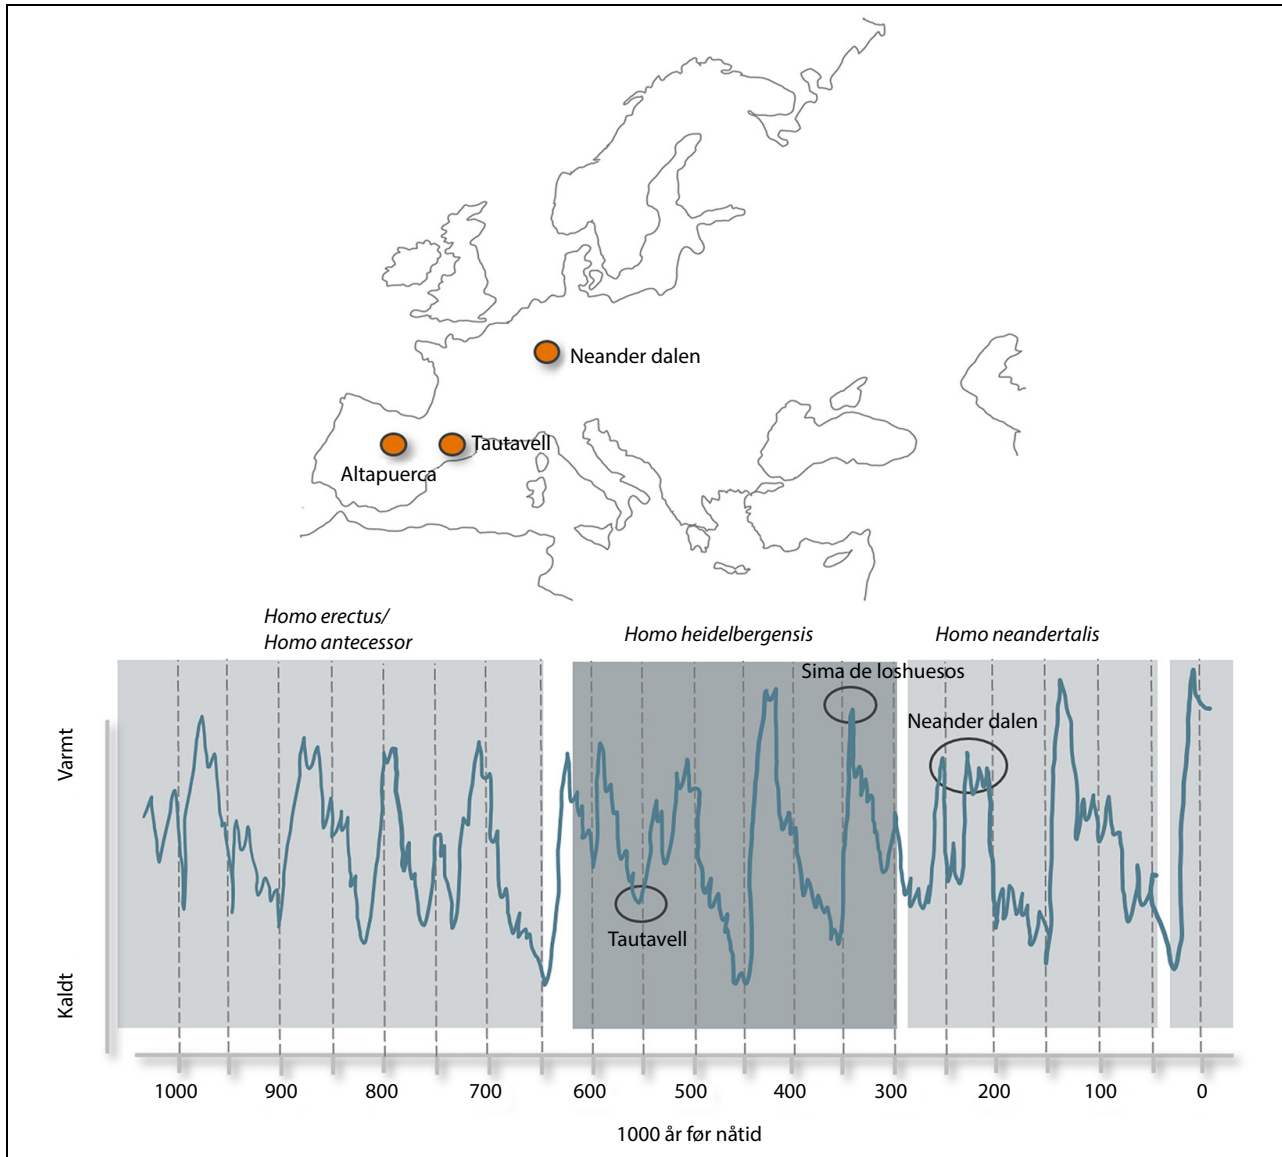 Neander dalen
Tautavell
Altapuerca
Homo erectus/
Homo antecessor
Homo heidelbergensis
Homo neandertalis
Sima de loshuesos
Neander dalen
Tautavell
Varmt
Kaldt
1000 900 800 700 600 500 400 300 200 100 0
1000 år før nåtid